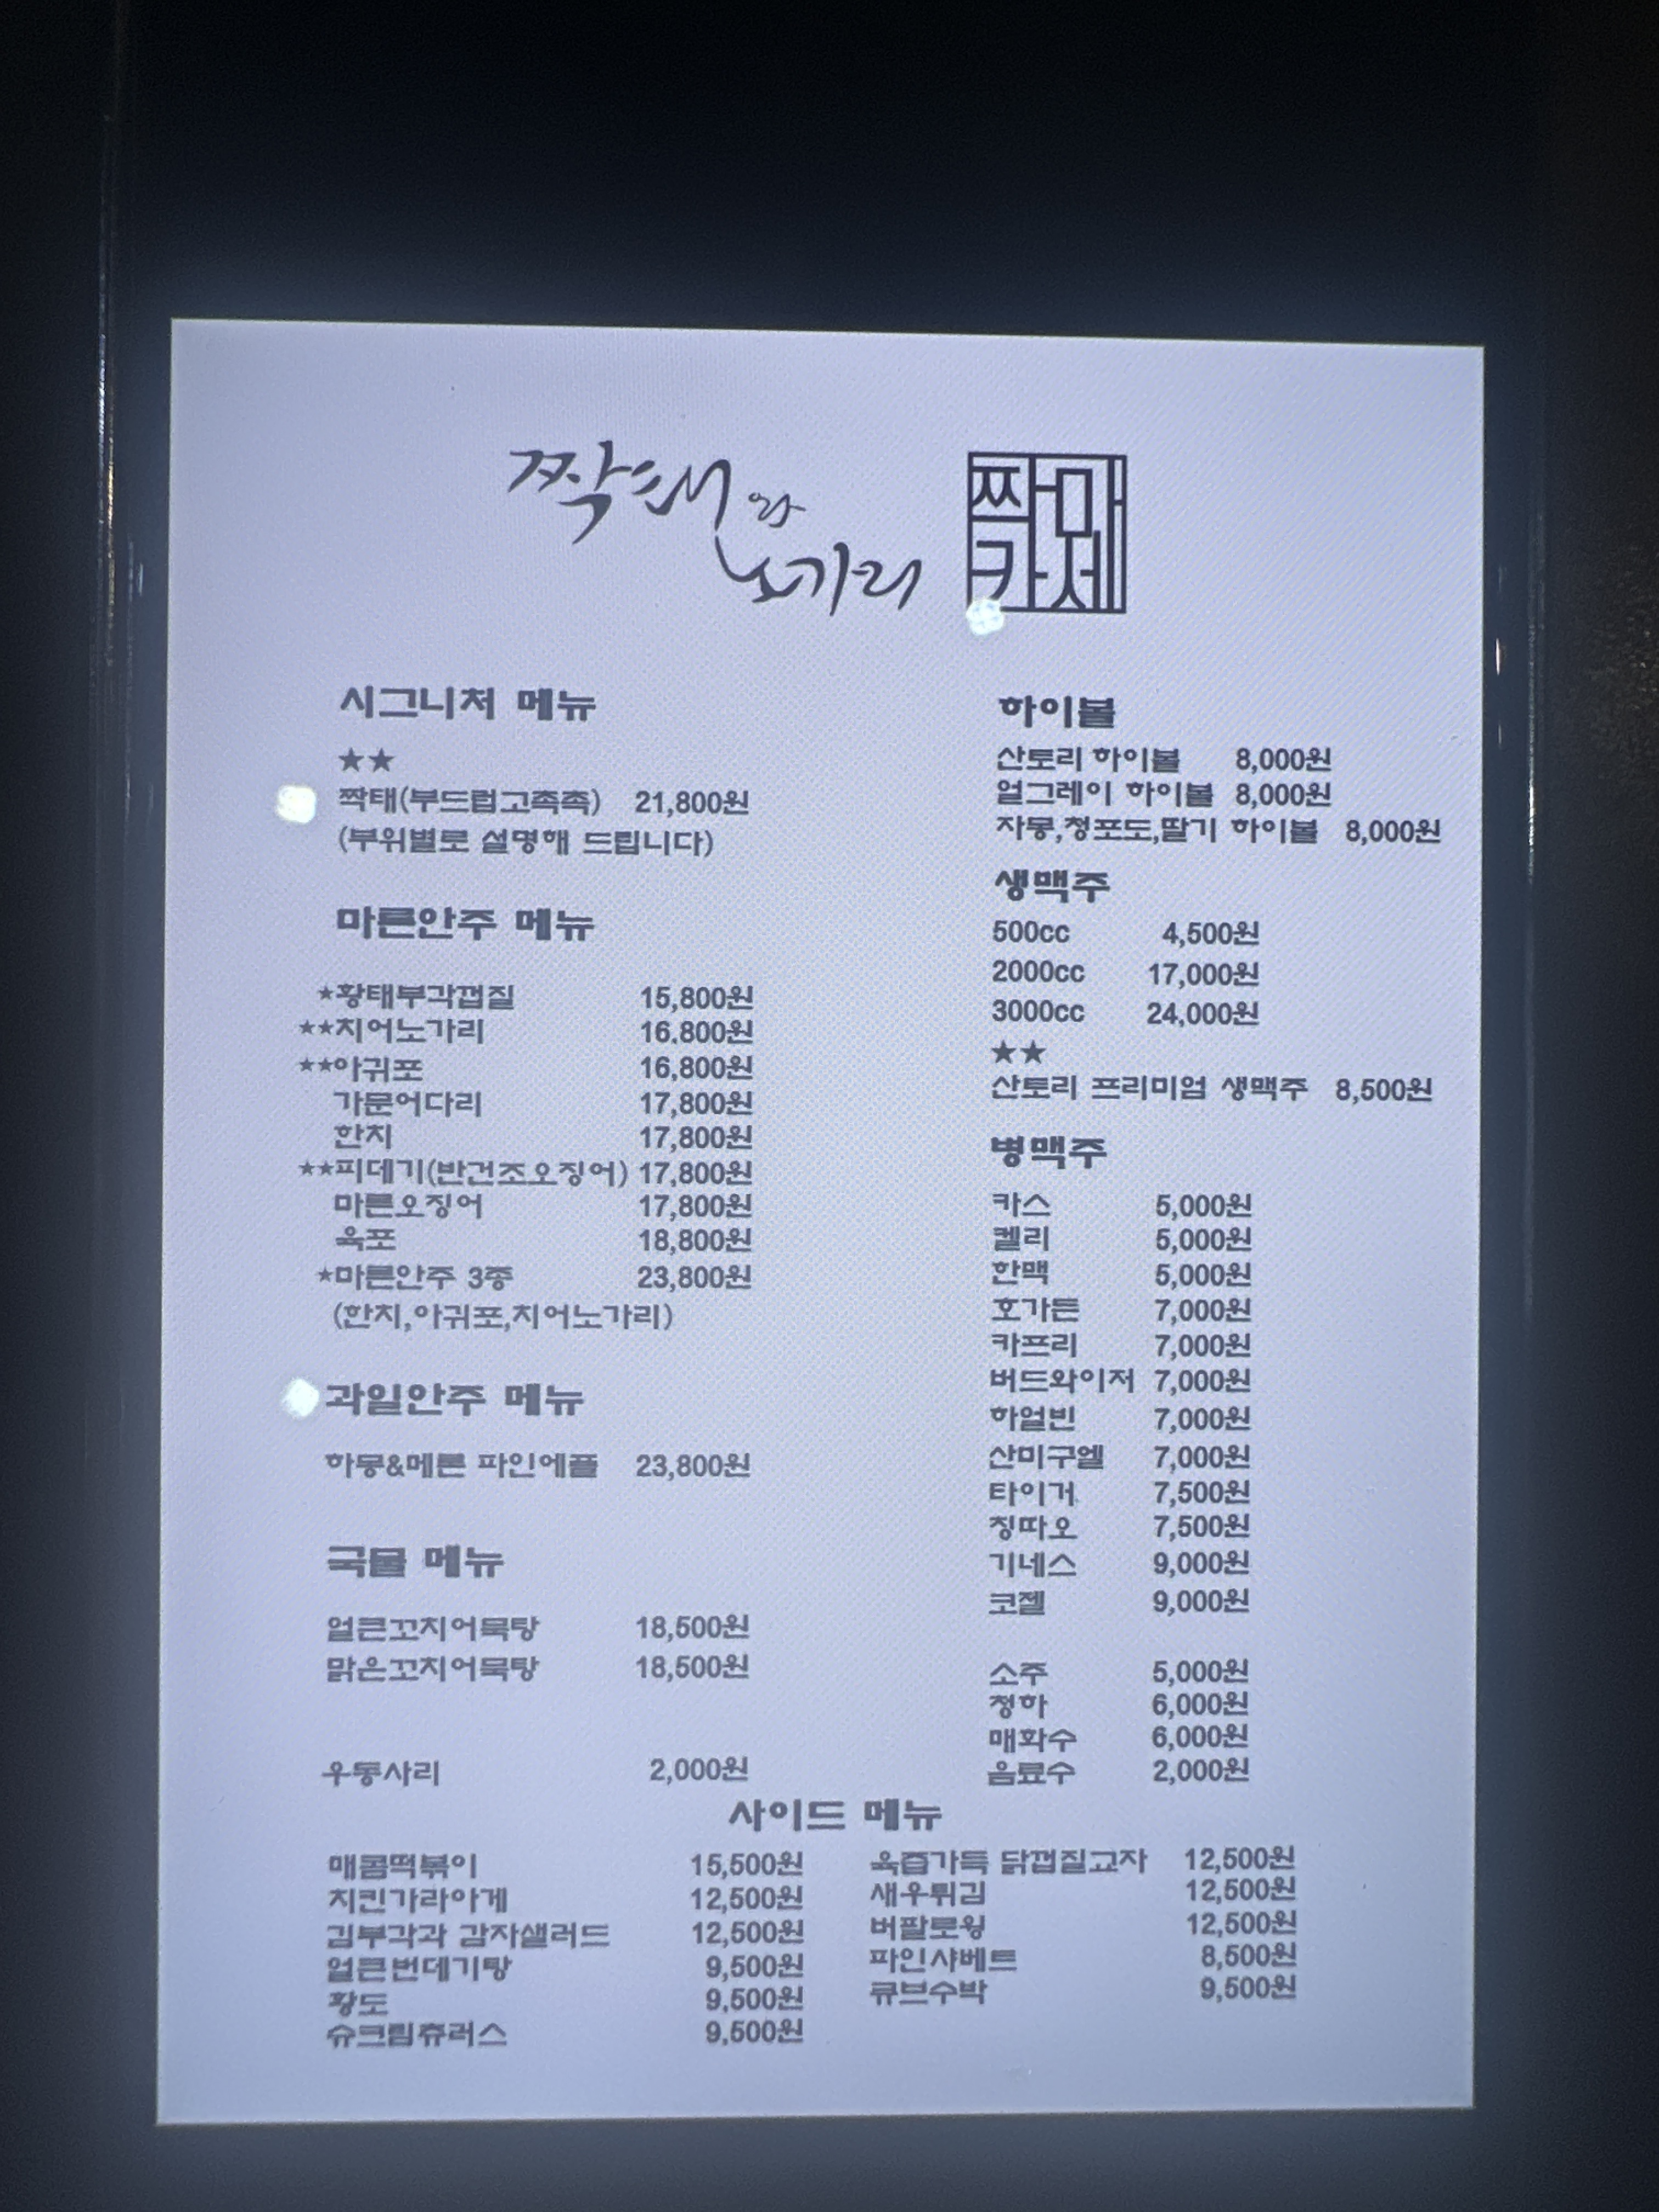 짝태와
노가리
짝마
카세
시그니처 메뉴
★★
짝태(부드럽고촉촉) 21,800원
(부위별로 설명해 드립니다)
마른안주 메뉴
★황태부각껍질 15,800원
★★치어노가리 16,800원
★★아귀포 16,800원
가문어다리 17,800원
한치 17,800원
★★피데기(반건조오징어) 17,800원
마른오징어 17,800원
육포 18,800원
★마른안주 3종 23,800원
(한치,아귀포,치어노가리)
과일안주 메뉴
하몽&메론 파인에플 23,800원
국물 메뉴
얼큰꼬치어묵탕 18,500원
맑은꼬치어묵탕 18,500원
우동사리 2,000원
하이볼
산토리 하이볼 8,000원
얼그레이 하이볼 8,000원
자몽,청포도,딸기 하이볼 8,000원
생맥주
500cc 4,500원
2000cc 17,000원
3000cc 24,000원
★★
산토리 프리미엄 생맥주 8,500원
병맥주
카스 5,000원
켈리 5,000원
한맥 5,000원
호가든 7,000원
카프리 7,000원
버드와이저 7,000원
하얼빈 7,000원
산미구엘 7,000원
타이거 7,500원
칭따오 7,500원
기네스 9,000원
코젤 9,000원
소주 5,000원
청하 6,000원
매화수 6,000원
음료수 2,000원
사이드 메뉴
매콤떡볶이 15,500원
치킨가라아게 12,500원
김부각과 감자샐러드 12,500원
얼큰번데기탕 9,500원
황도 9,500원
슈크림츄러스 9,500원
육즙가득 닭껍질교자 12,500원
새우튀김 12,500원
버팔로윙 12,500원
파인샤베트 8,500원
큐브수박 9,500원